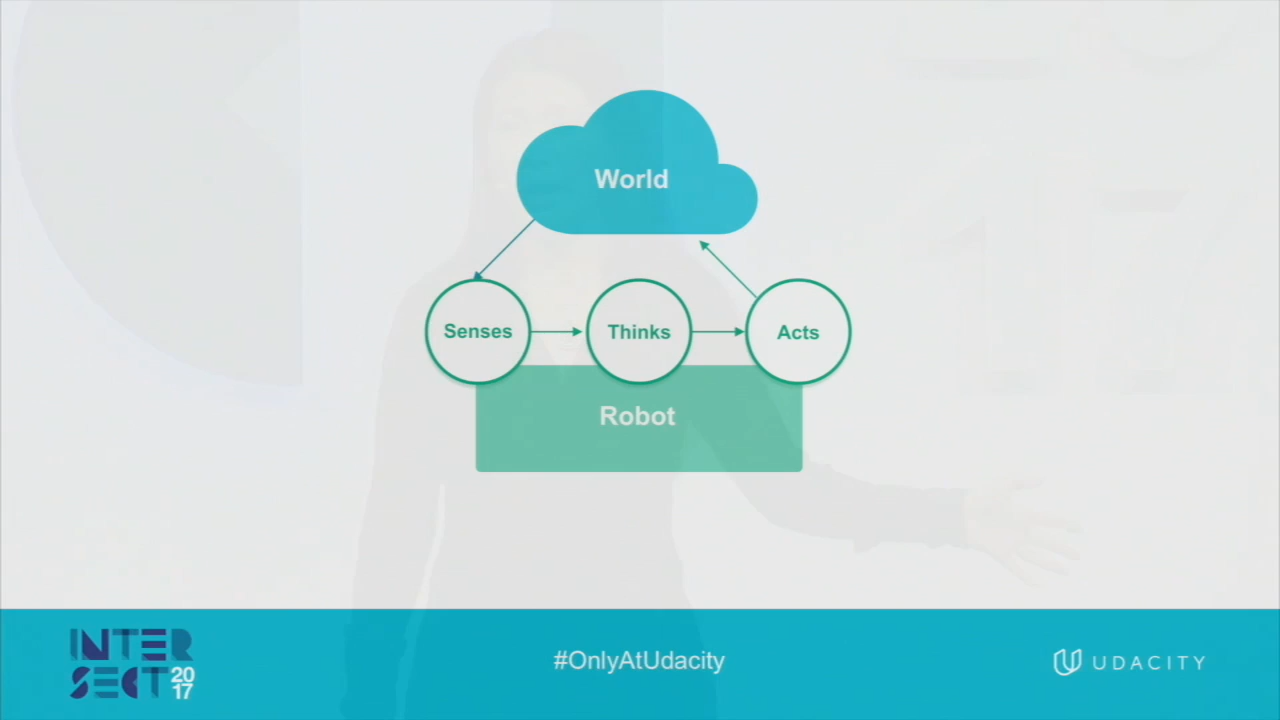 World
Senses
Thinks
Acts
Robot
INTER
SECT
20
17
#OnlyAtUdacity
UDACITY